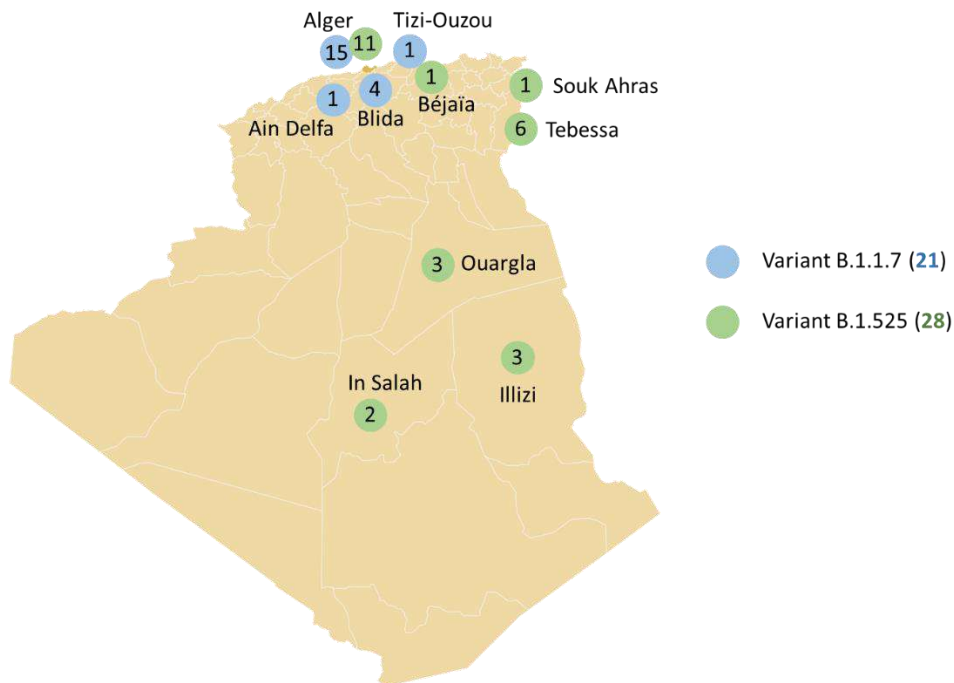 Alger
Tizi-Ouzou
15
11
1
1
1
Souk Ahras
4
1
Béjaïa
Blida
Ain Delfa
6
Tebessa
3
Ouargla
Variant B.1.1.7 (21)
Variant B.1.525 (28)
3
In Salah
Illizi
2